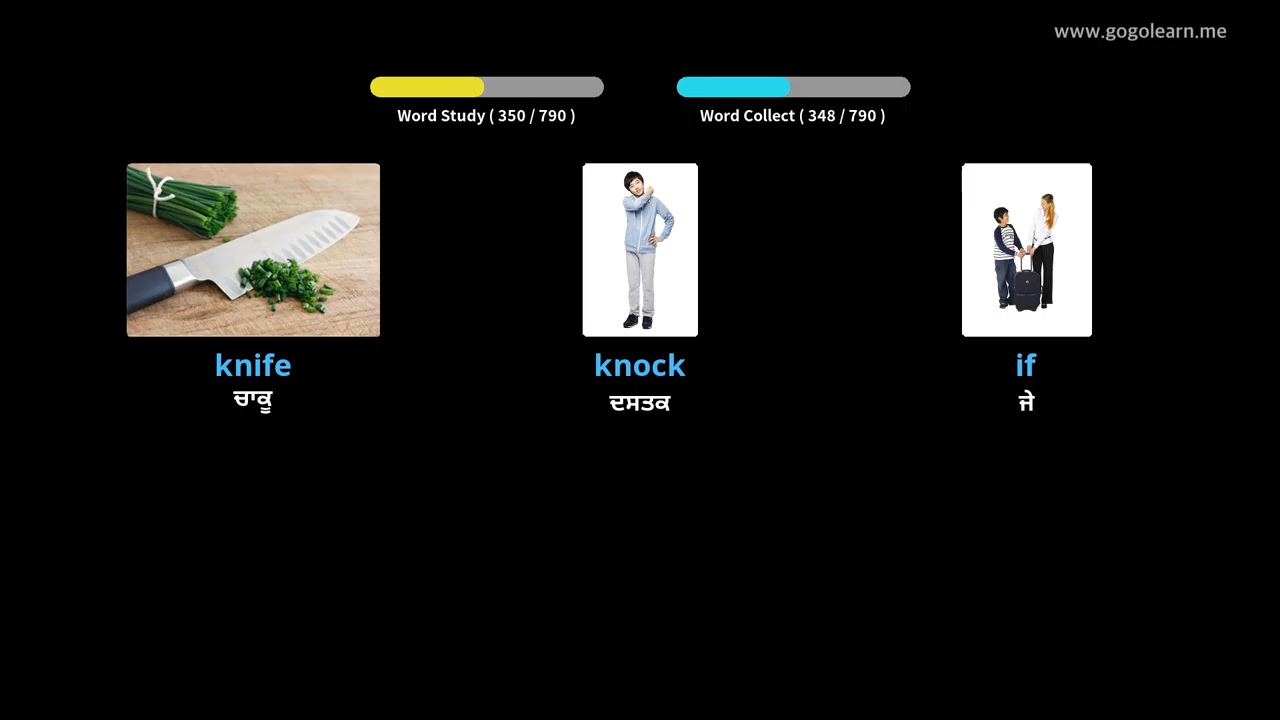 www.gogolearn.me
Word Study ( 350 / 790 )
Word Collect ( 348 / 790 )
knife
ਚਾਕੂ
knock
ਦਸਤਕ
if
ਜੇ